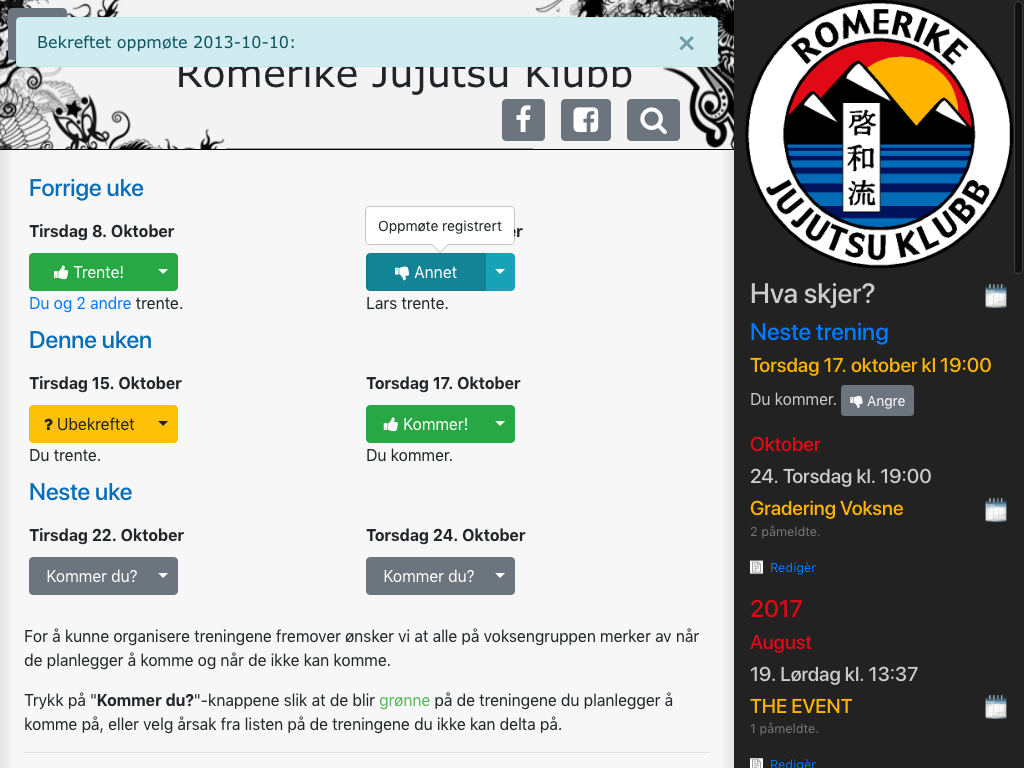 Bekreftet oppmøte 2013-10-10:
×
Romerike Jujutsu Klubb
Forrige uke
Tirsdag 8. Oktober
Trente!
Du og 2 andre trente.
Oppmøte registrert
Annet
Lars trente.
Denne uken
Tirsdag 15. Oktober
? Ubekreftet
Du trente.
Torsdag 17. Oktober
Kommer!
Du kommer.
Neste uke
Tirsdag 22. Oktober
Kommer du?
Torsdag 24. Oktober
Kommer du?
For å kunne organisere treningene fremover ønsker vi at alle på voksengruppen merker av når
de planlegger å komme og når de ikke kan komme.
Trykk på "Kommer du?"-knappene slik at de blir grønne på de treningene du planlegger å
komme på, eller velg årsak fra listen på de treningene du ikke kan delta på.
ROMERIKE
啓和流
JUJUTSU KLUBB
Hva skjer?
Neste trening
Torsdag 17. oktober kl 19:00
Du kommer. Angre
Oktober
24. Torsdag kl. 19:00
Gradering Voksne
2 påmeldte.
Redigèr
2017
August
19. Lørdag kl. 13:37
THE EVENT
1 påmeldte.
Redigèr